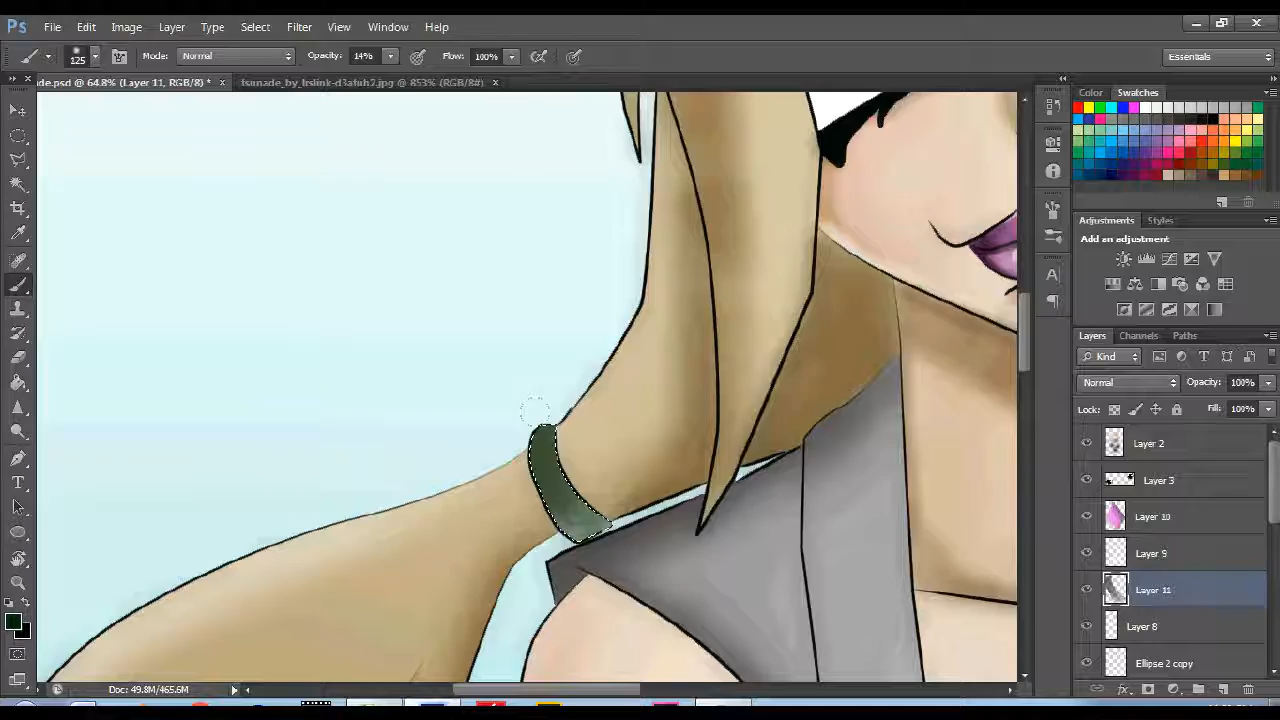 Ps File Edit Image Layer Type Select Filter View Window Help
125 Mode: Normal Opacity: 14% Flow: 100% Essentials
de.psd @ 64.8% (Layer 11, RGB/8) * × @ 853% (RGB/8#) ×
Color Swatches
Adjustments Styles
Add an adjustment
Layers Channels Paths
Kind
Normal Opacity: 100%
Lock: Fill: 100%
Layer 2
Layer 3
Layer 10
Layer 9
Layer 11
Layer 8
Ellipse 2 copy
Doc: 49.8M/465.6M